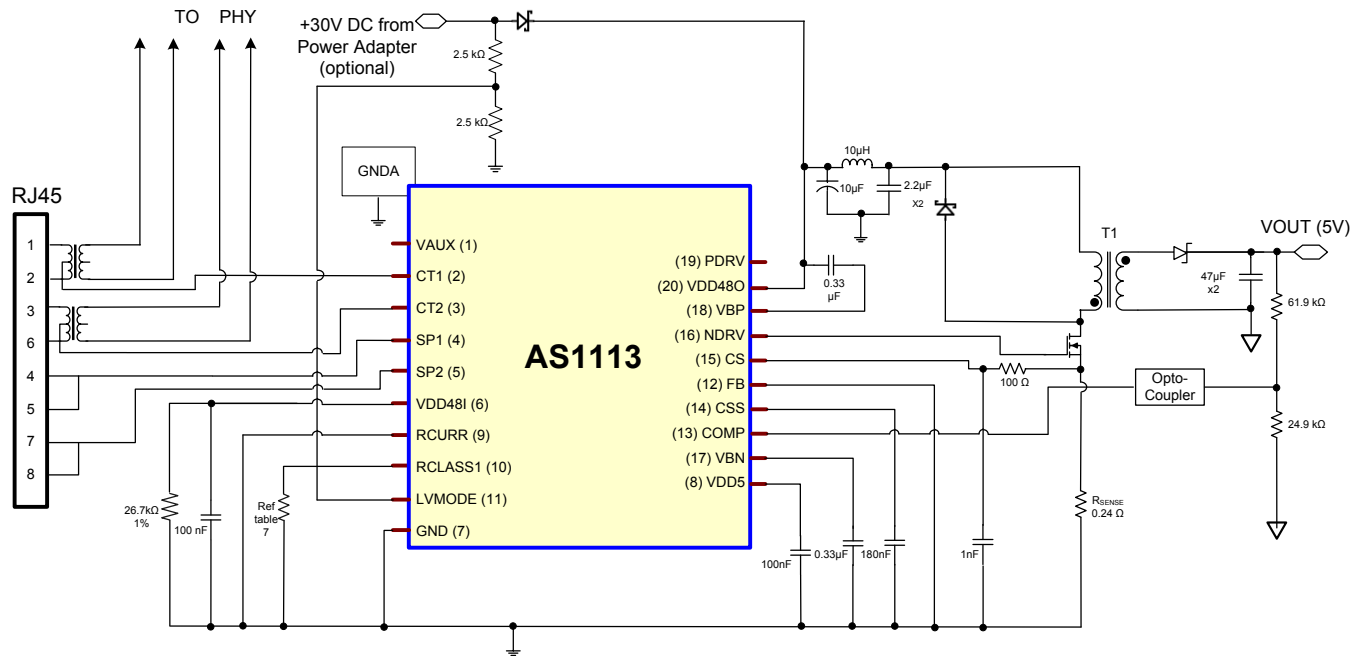 TO PHY
+30V DC from
Power Adapter
(optional)
2.5 kΩ
2.5 kΩ
GNDA
RJ45
1
2
3
6
4
5
7
8
VAUX (1)
CT1 (2)
CT2 (3)
SP1 (4)
SP2 (5)
VDD48I (6)
RCURR (9)
RCLASS1 (10)
LVMODE (11)
GND (7)
AS1113
(19) PDRV
(20) VDD48O
(18) VBP
(16) NDRV
(15) CS
(12) FB
(14) CSS
(13) COMP
(17) VBN
(8) VDD5
10µH
10µF
2.2µF
X2
0.33
µF
T1
VOUT (5V)
47µF
x2
61.9 kΩ
100 Ω
Opto-
Coupler
24.9 kΩ
RSENSE
0.24 Ω
26.7kΩ
1%
100 nF
Ref
table
7
100nF
0.33µF
180nF
1nF